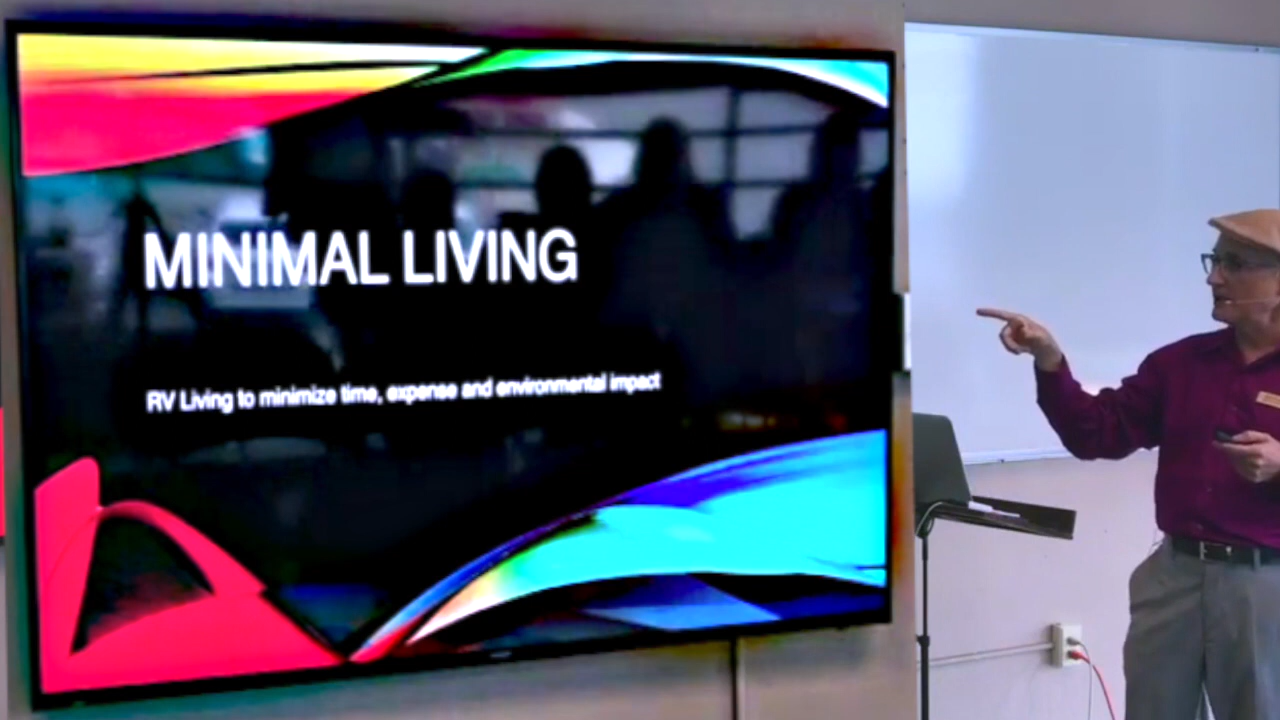 MINIMAL LIVING
RV Living to minimize time, expense and environmental impact